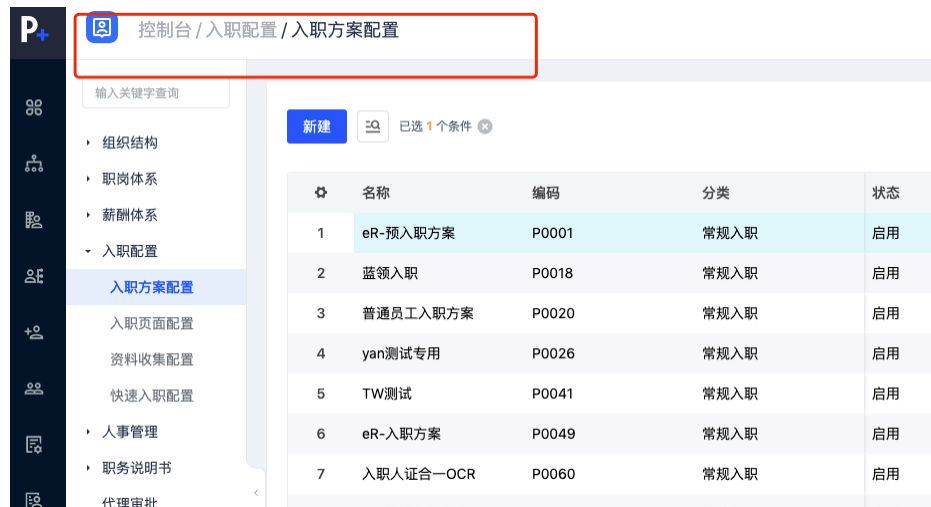 P+
控制台 / 入职配置 / 入职方案配置
输入关键字查询
组织结构
职岗体系
薪酬体系
入职配置
入职方案配置
入职页面配置
资料收集配置
快速入职配置
人事管理
职务说明书
代理审批
新建 已选 1 个条件
名称 编码 分类 状态
1 eR-预入职方案 P0001 常规入职 启用
2 蓝领入职 P0018 常规入职 启用
3 普通员工入职方案 P0020 常规入职 启用
4 yan测试专用 P0026 常规入职 启用
5 TW测试 P0041 常规入职 启用
6 eR-入职方案 P0049 常规入职 启用
7 入职人证合一OCR P0060 常规入职 启用